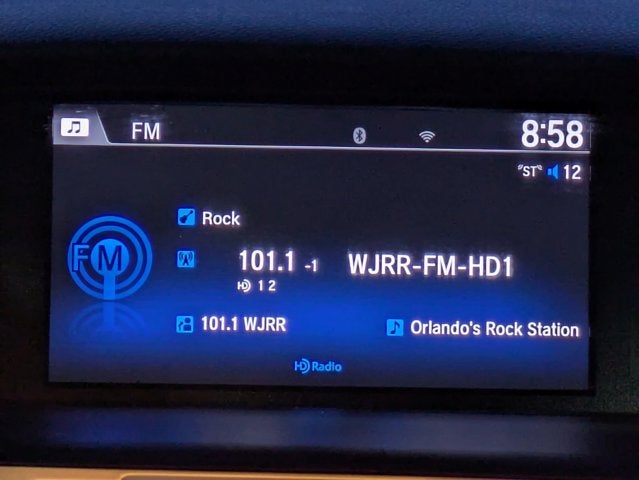 FM
8:58
"ST" 12
FM
Rock
101.1 -1 WJRR-FM-HD1
HD 1 2
101.1 WJRR
Orlando's Rock Station
HD Radio